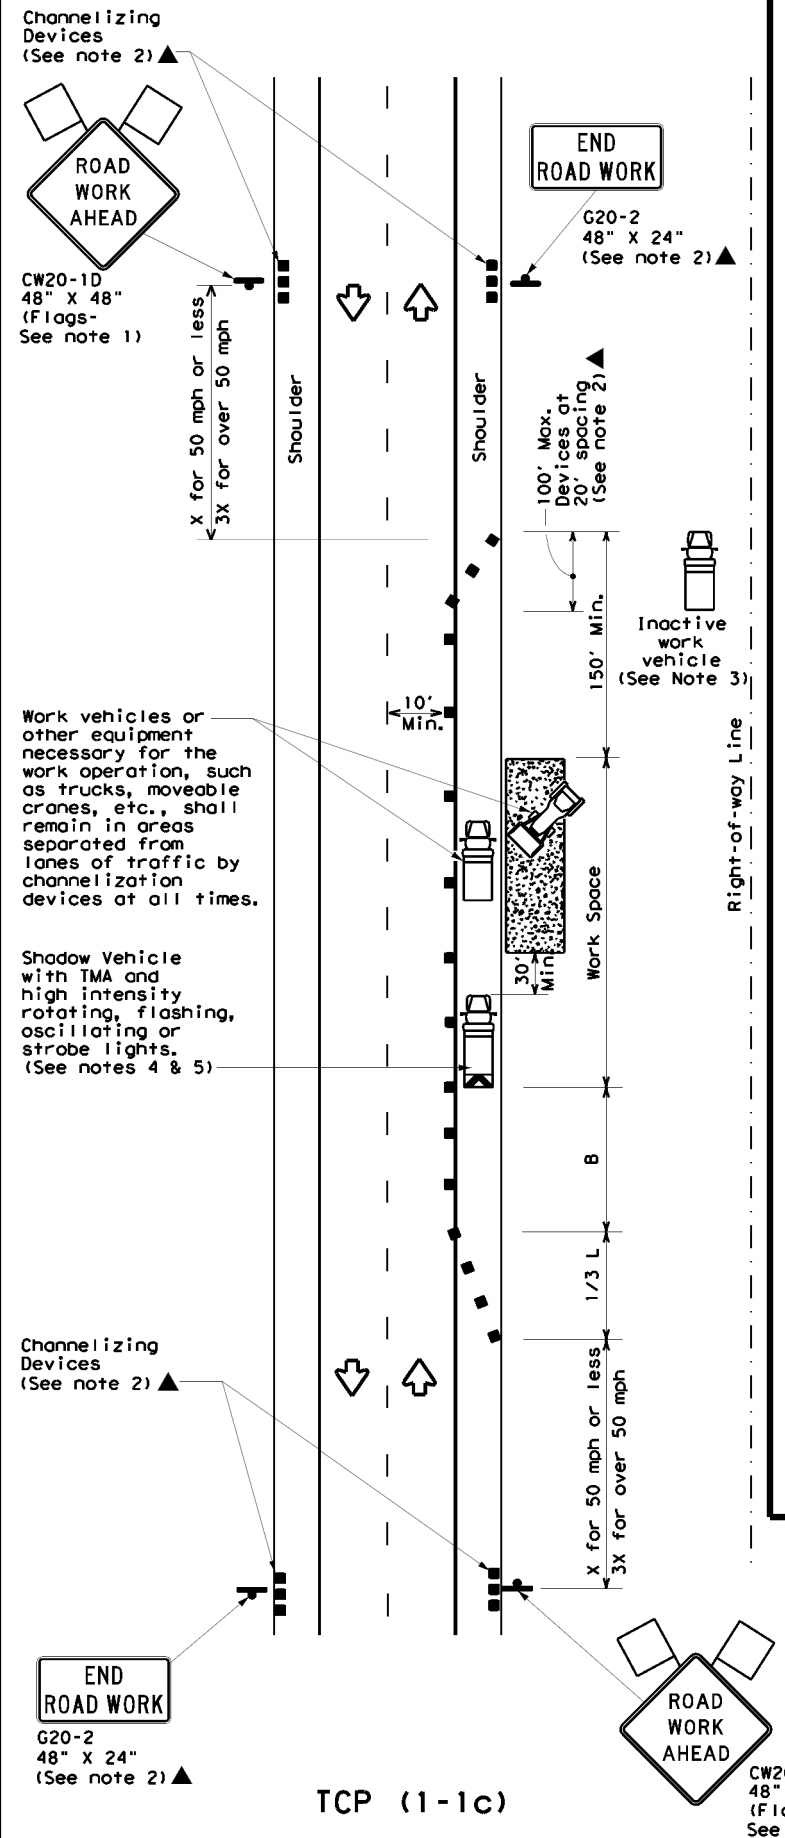 Channelizing
Devices
(See note 2)▲
ROAD
WORK
AHEAD
CW20-1D
48" X 48"
(Flags-
See note 1)
END
ROAD WORK
G20-2
48" X 24"
(See note 2)▲
X for 50 mph or less
3X for over 50 mph
Shoulder
Shoulder
100' Max.
Devices at
20' spacing
(See note 2)▲
150' Min.
Inactive
work
vehicle
(See Note 3)
10'
Min.
Work vehicles or
other equipment
necessary for the
work operation, such
as trucks, moveable
cranes, etc., shall
remain in areas
separated from
lanes of traffic by
channelization
devices at all times.
Right-of-way Line
Work Space
30'
Min.
Shadow Vehicle
with TMA and
high intensity
rotating, flashing,
oscillating or
strobe lights.
(See notes 4 & 5)
B
1/3 L
Channelizing
Devices
(See note 2)▲
X for 50 mph or less
3X for over 50 mph
END
ROAD WORK
G20-2
48" X 24"
(See note 2)▲
ROAD
WORK
AHEAD
48"
See
TCP (1-1c)